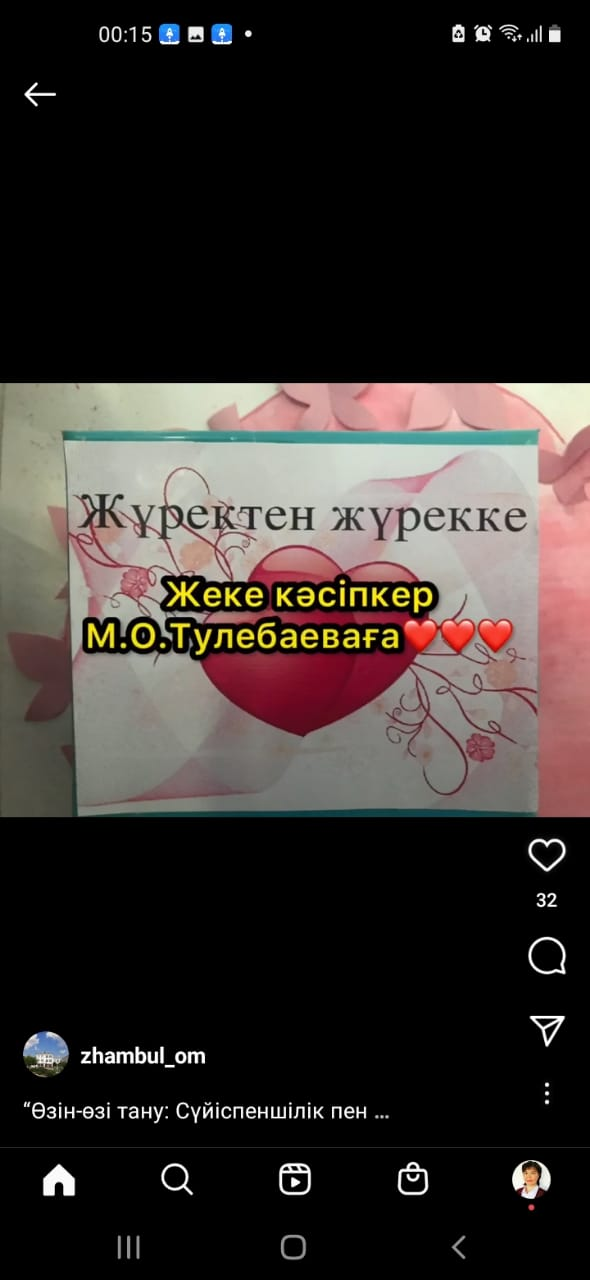 00:15
Жүректен жүрекке
Жеке кәсіпкер
М.О.Тулебаеваға❤️❤️❤️
32
zhambul_om
“Өзін-өзі тану: Сүйіспеншілік пен ...